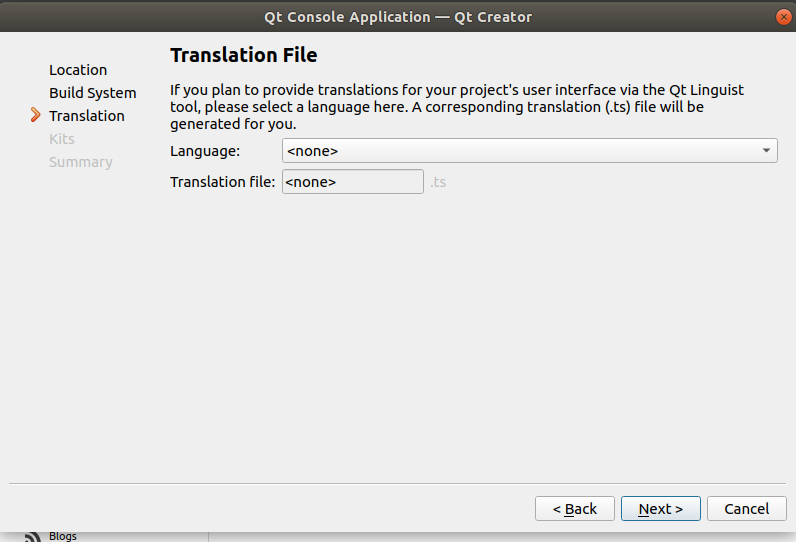 Qt Console Application — Qt Creator
Location
Build System
Translation
Kits
Summary
Translation File
If you plan to provide translations for your project's user interface via the Qt Linguist
tool, please select a language here. A corresponding translation (.ts) file will be
generated for you.
Language: <none>
Translation file: <none> .ts
< Back Next > Cancel
Blogs